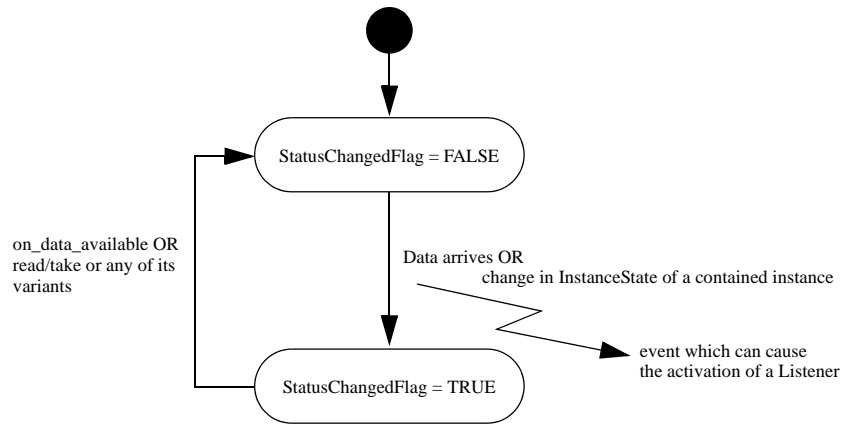 StatusChangedFlag = FALSE
on_data_available OR
read/take or any of its
variants
Data arrives OR
change in InstanceState of a contained instance
event which can cause
the activation of a Listener
StatusChangedFlag = TRUE